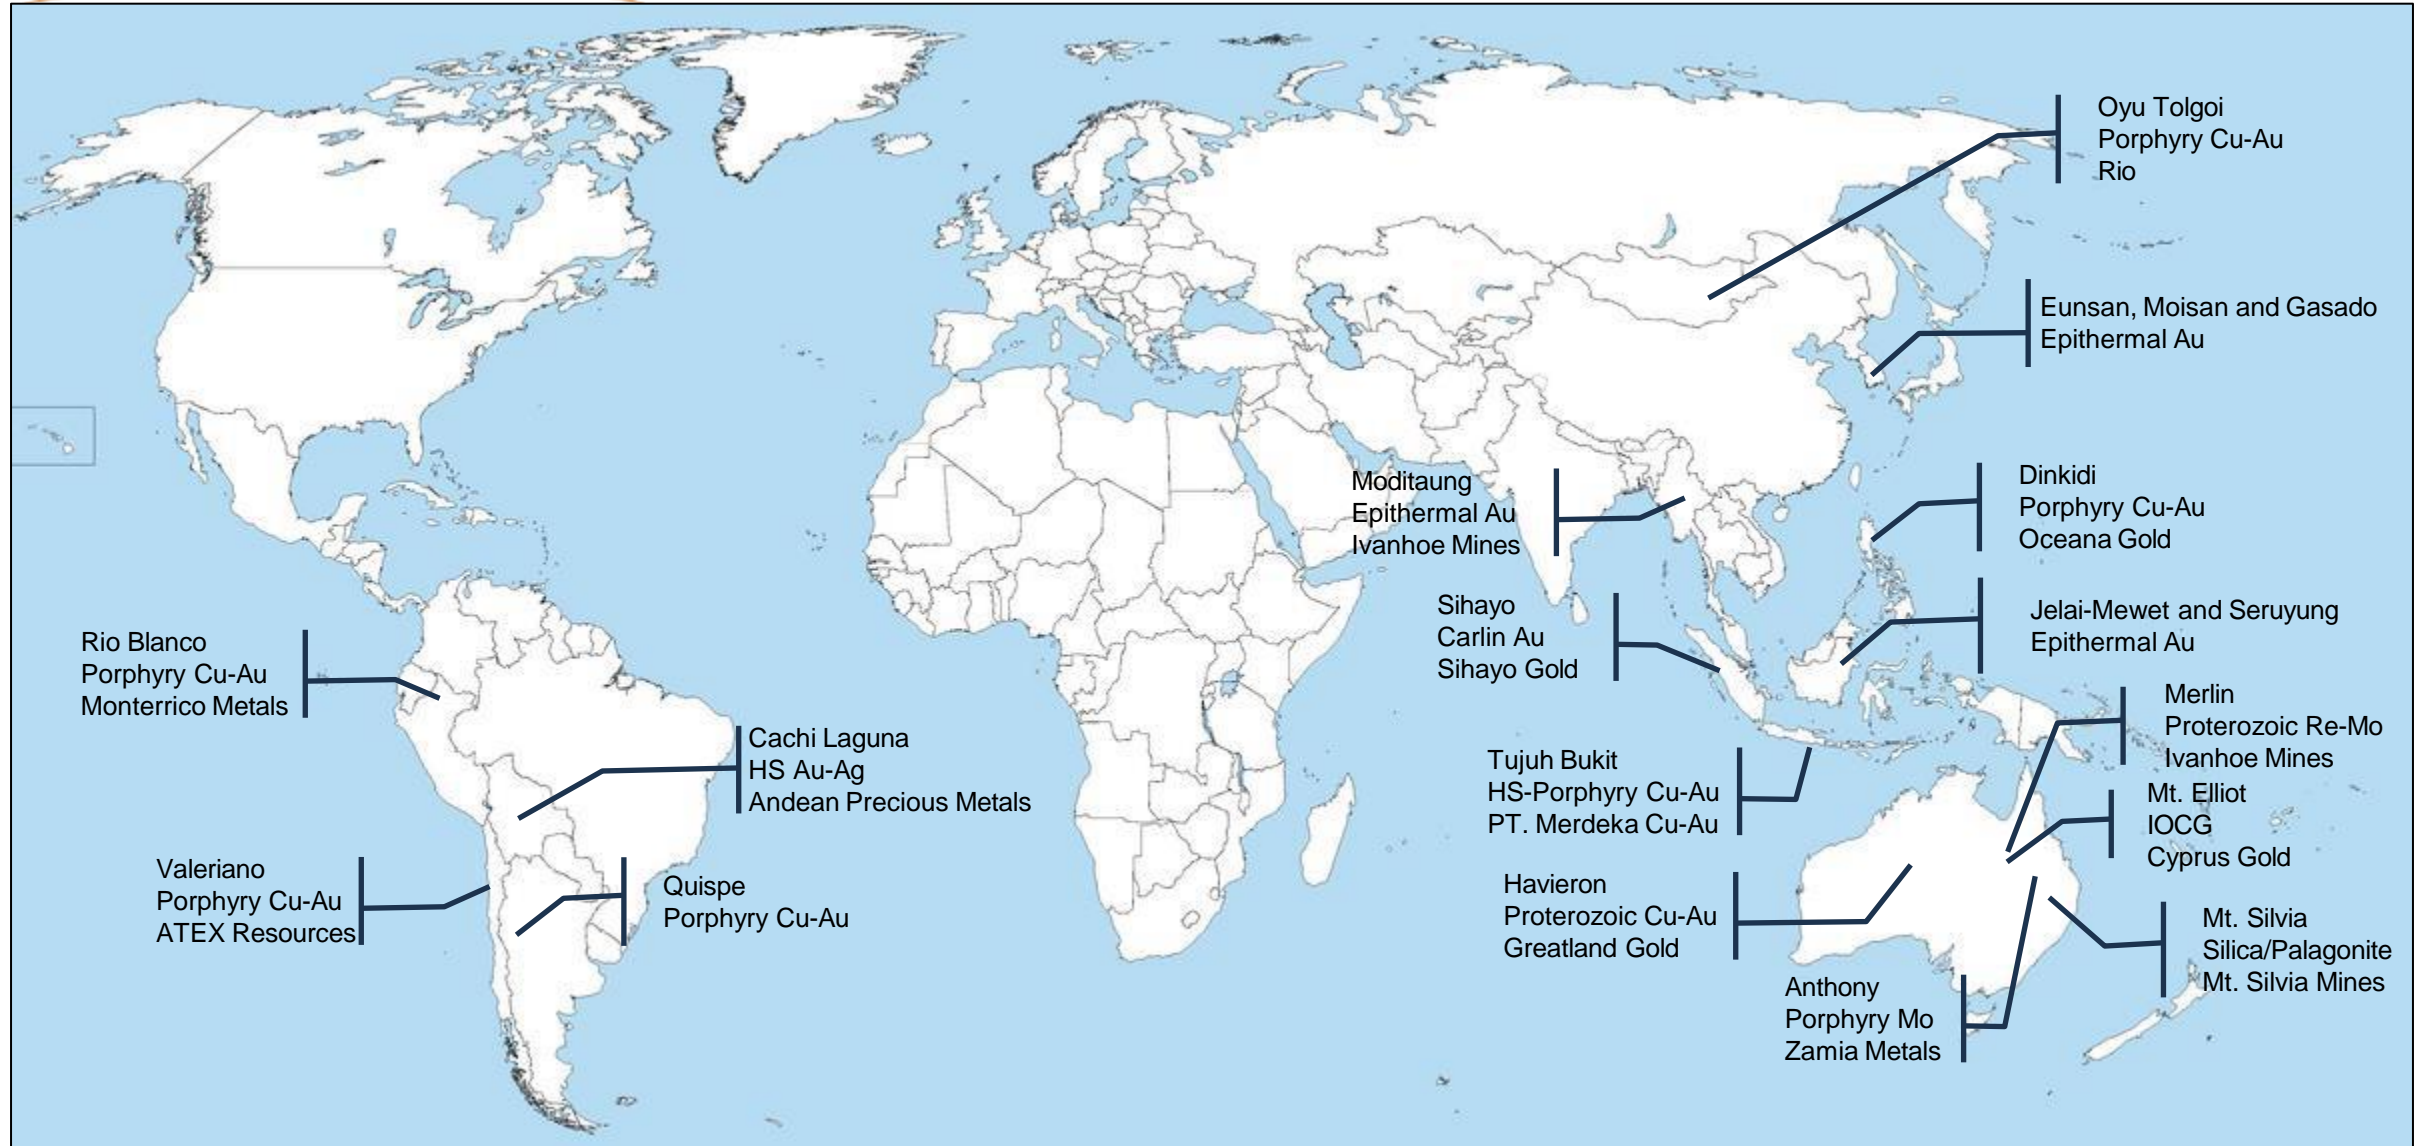 Oyu Tolgoi
Porphyry Cu-Au
Rio
Eunsan, Moisan and Gasado
Epithermal Au
Moditaung
Epithermal Au
Ivanhoe Mines
Dinkidi
Porphyry Cu-Au
Oceana Gold
Sihayo
Carlin Au
Sihayo Gold
Jelai-Mewet and Seruyung
Epithermal Au
Rio Blanco
Porphyry Cu-Au
Monterrico Metals
Merlin
Proterozoic Re-Mo
Ivanhoe Mines
Cachi Laguna
HS Au-Ag
Andean Precious Metals
Tujuh Bukit
HS-Porphyry Cu-Au
PT. Merdeka Cu-Au
Mt. Elliot
IOCG
Cyprus Gold
Valeriano
Porphyry Cu-Au
ATEX Resources
Quispe
Porphyry Cu-Au
Havieron
Proterozoic Cu-Au
Greatland Gold
Mt. Silvia
Silica/Palagonite
Mt. Silvia Mines
Anthony
Porphyry Mo
Zamia Metals